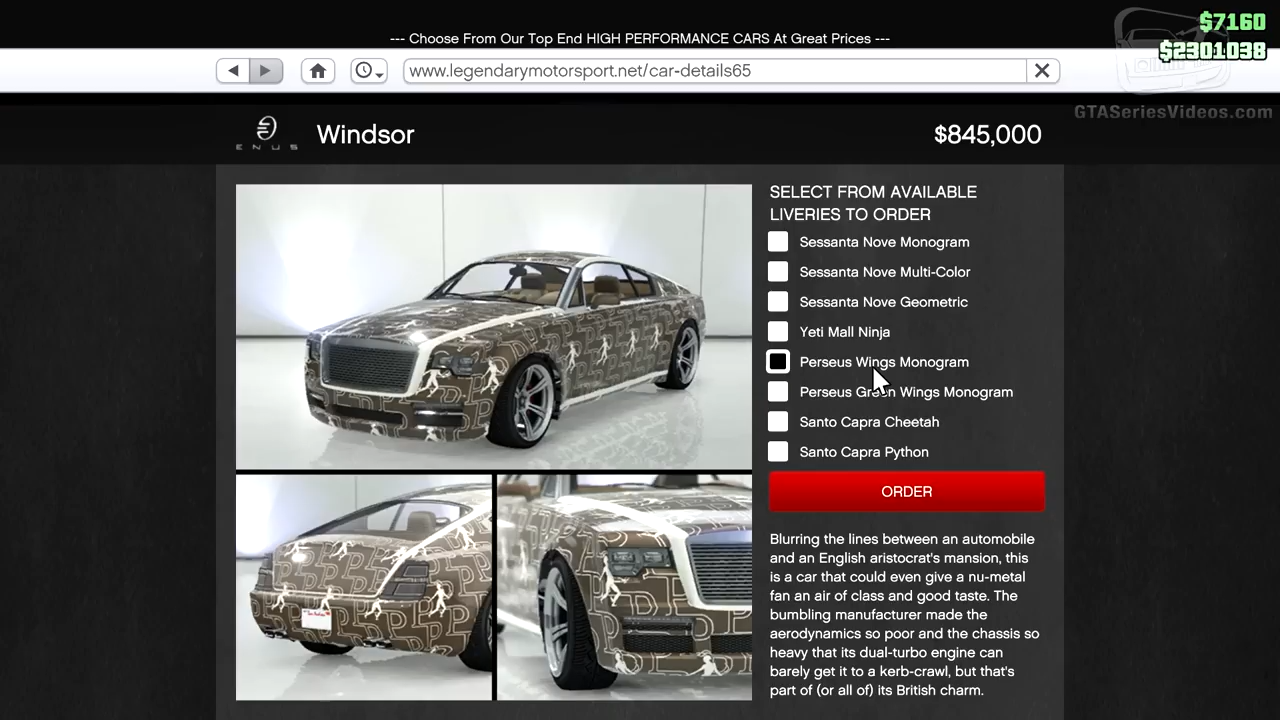 $7160
--- Choose From Our Top End HIGH PERFORMANCE CARS At Great Prices ---
$2301038
www.legendarymotorsport.net/car-details65
GTASeriesVideos.com
ENUS
Windsor
$845,000
SELECT FROM AVAILABLE
LIVERIES TO ORDER
Sessanta Nove Monogram
Sessanta Nove Multi-Color
Sessanta Nove Geometric
Yeti Mall Ninja
Perseus Wings Monogram
Perseus Green Wings Monogram
Santo Capra Cheetah
Santo Capra Python
ORDER
Blurring the lines between an automobile
and an English aristocrat's mansion, this
is a car that could even give a nu-metal
fan an air of class and good taste. The
bumbling manufacturer made the
aerodynamics so poor and the chassis so
heavy that its dual-turbo engine can
barely get it to a kerb-crawl, but that's
part of (or all of) its British charm.